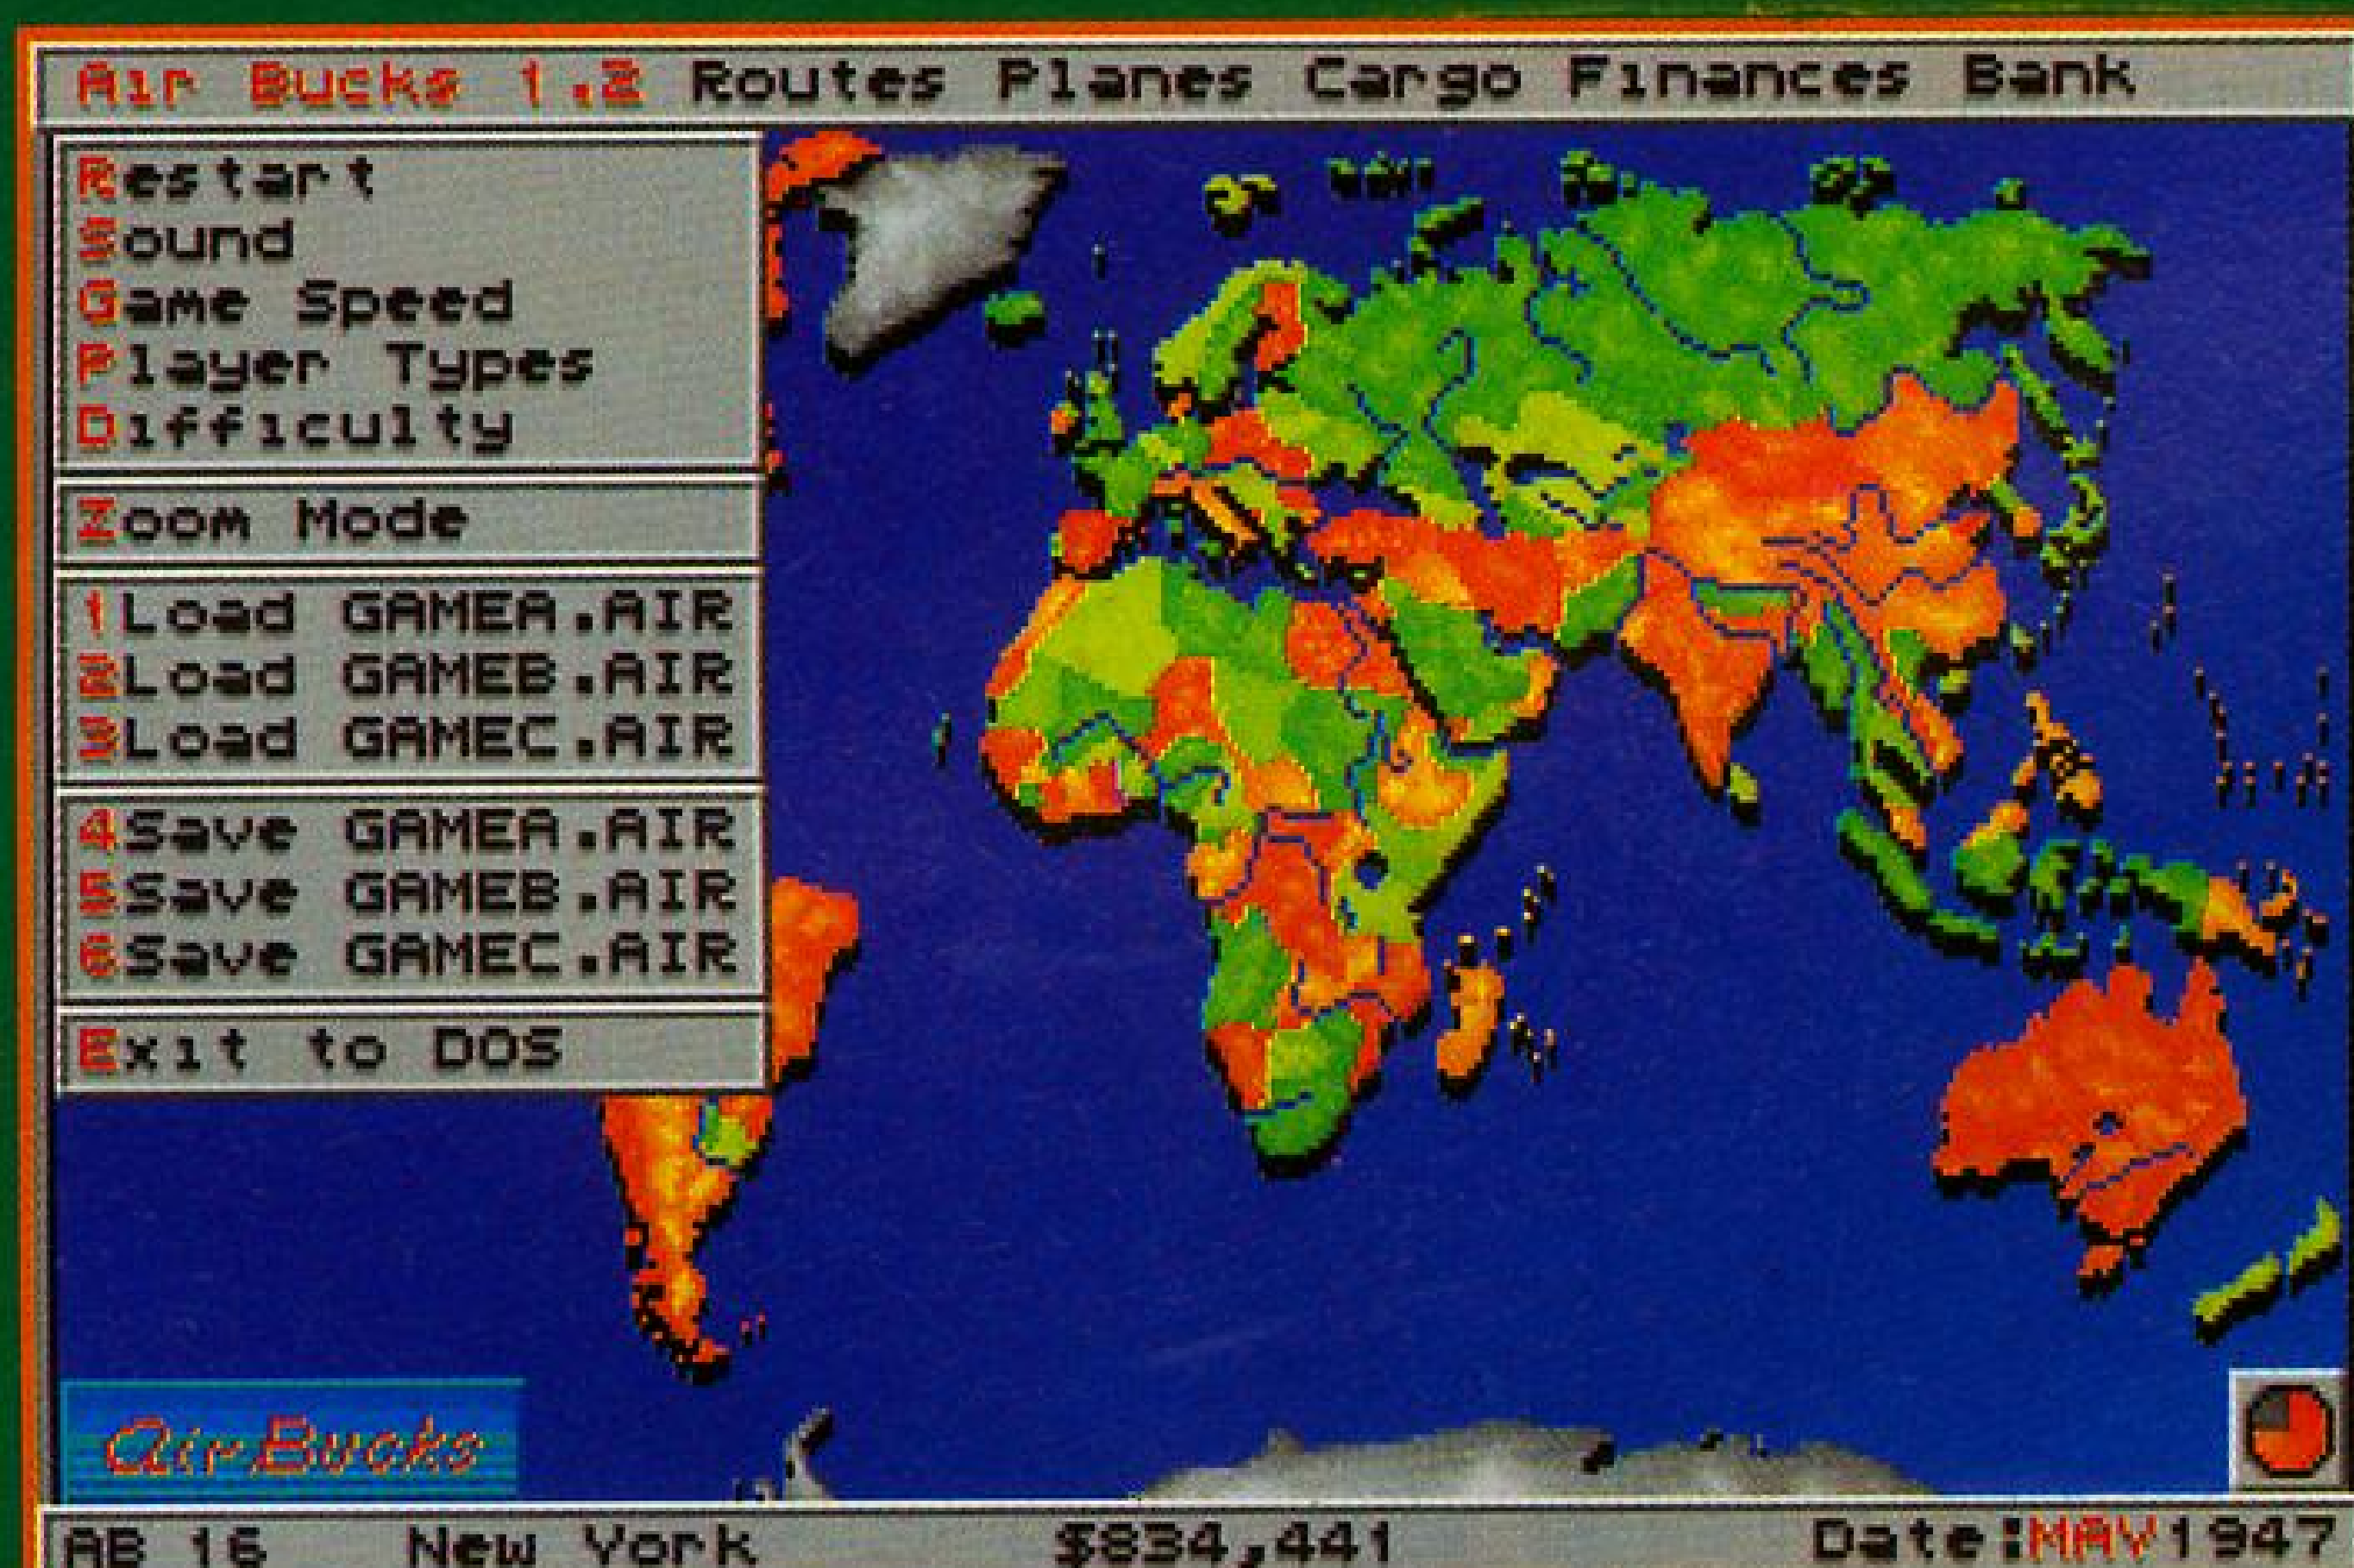 Air Bucks 1.2 Routes Planes Cargo Finances Bank
Restart
Sound
Game Speed
Player Types
Difficulty
Zoom Mode
1Load GAMEA.AIR
2Load GAMEB.AIR
3Load GAMEC.AIR
4Save GAMEA.AIR
5Save GAMEB.AIR
6Save GAMEC.AIR
Exit to DOS
AirBucks
AB 16 New York $834,441 Date:MAY1947